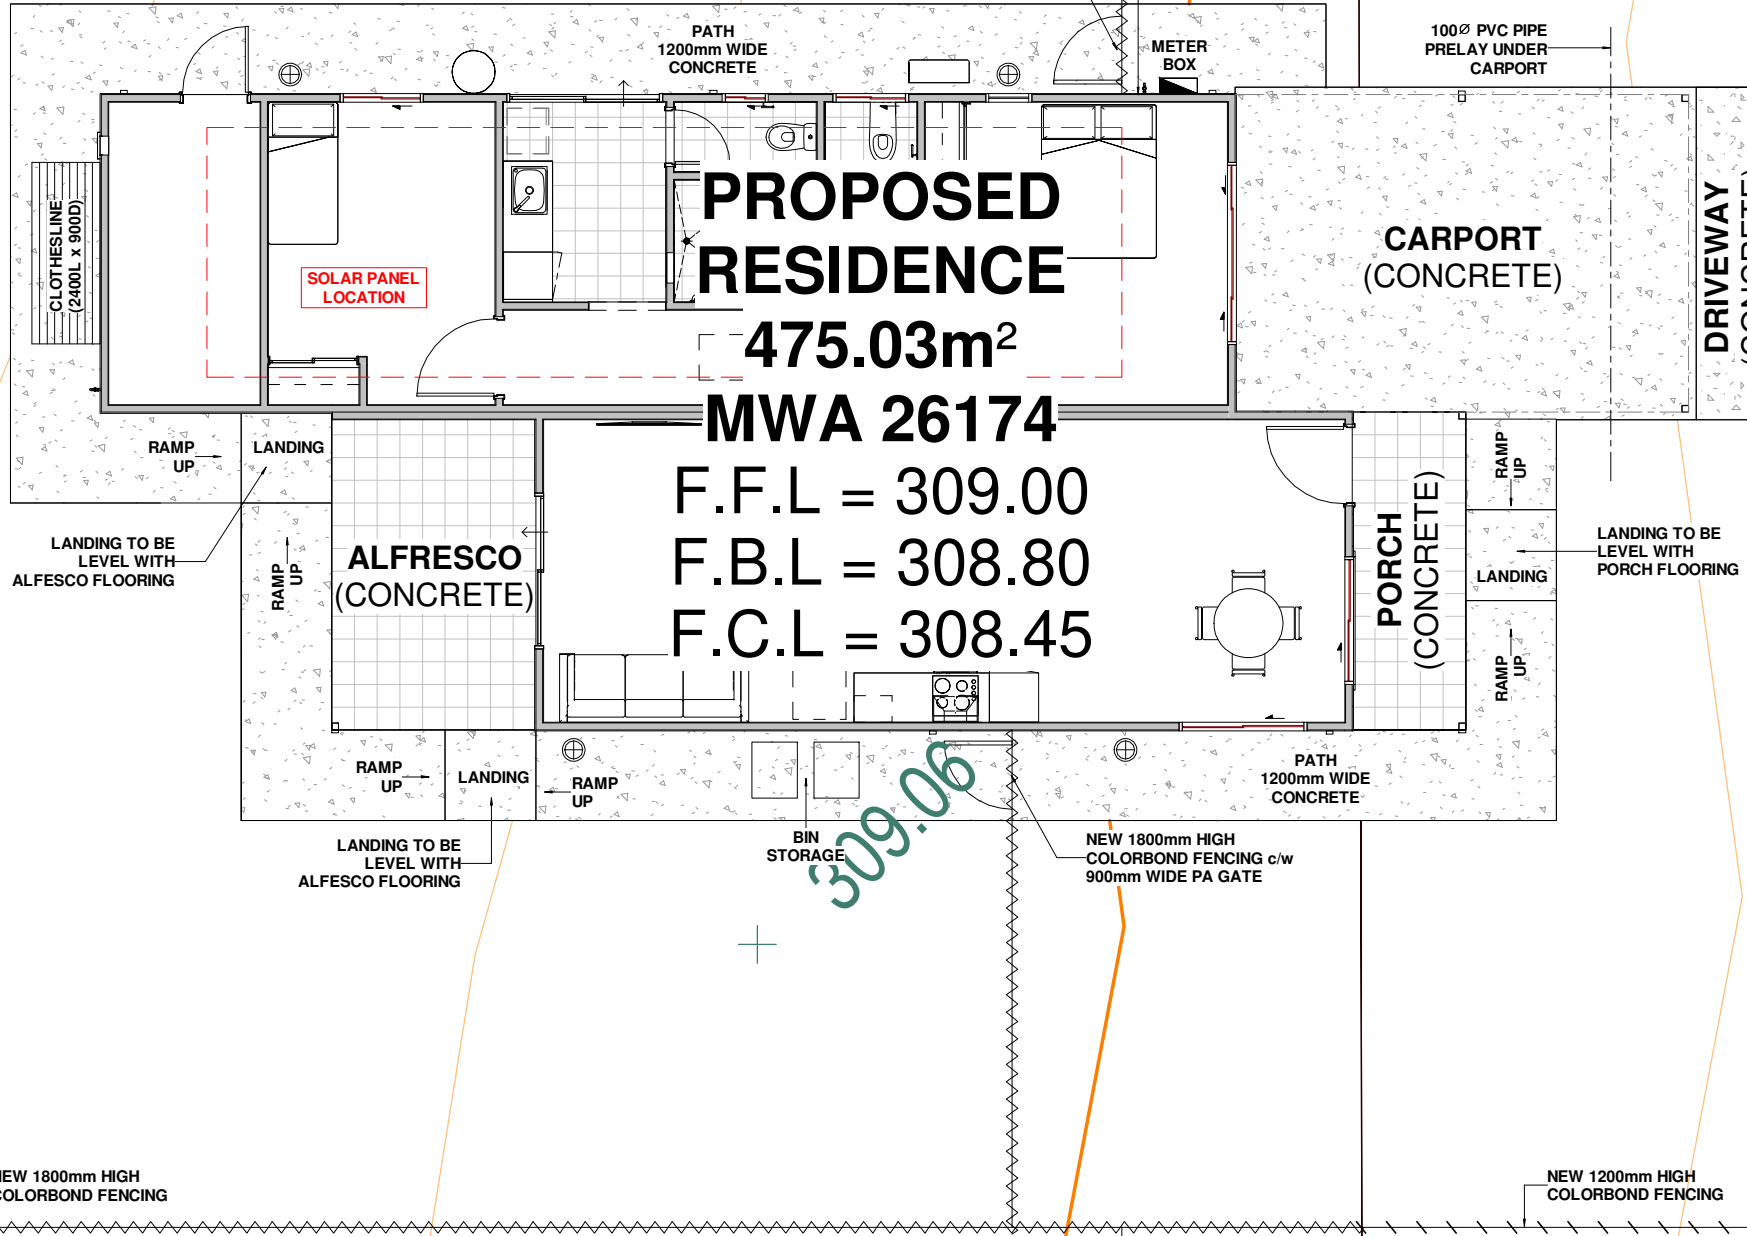 PATH
1200mm WIDE
CONCRETE
METER
BOX
100Ø PVC PIPE
PRELAY UNDER
CARPORT
CLOTHESLINE
(2400L x 900D)
SOLAR PANEL
LOCATION
PROPOSED
RESIDENCE
475.03m²
MWA 26174
F.F.L = 309.00
F.B.L = 308.80
F.C.L = 308.45
CARPORT
(CONCRETE)
DRIVEWAY
(CONCRETE)
RAMP
UP
LANDING
LANDING TO BE
LEVEL WITH
ALFESCO FLOORING
RAMP
UP
ALFRESCO
(CONCRETE)
PORCH
(CONCRETE)
RAMP
UP
LANDING
LANDING TO BE
LEVEL WITH
PORCH FLOORING
RAMP
UP
RAMP
UP
LANDING
RAMP
UP
LANDING TO BE
LEVEL WITH
ALFESCO FLOORING
BIN
STORAGE
309.06
PATH
1200mm WIDE
CONCRETE
NEW 1800mm HIGH
COLORBOND FENCING c/w
900mm WIDE PA GATE
NEW 1800mm HIGH
COLORBOND FENCING
NEW 1200mm HIGH
COLORBOND FENCING